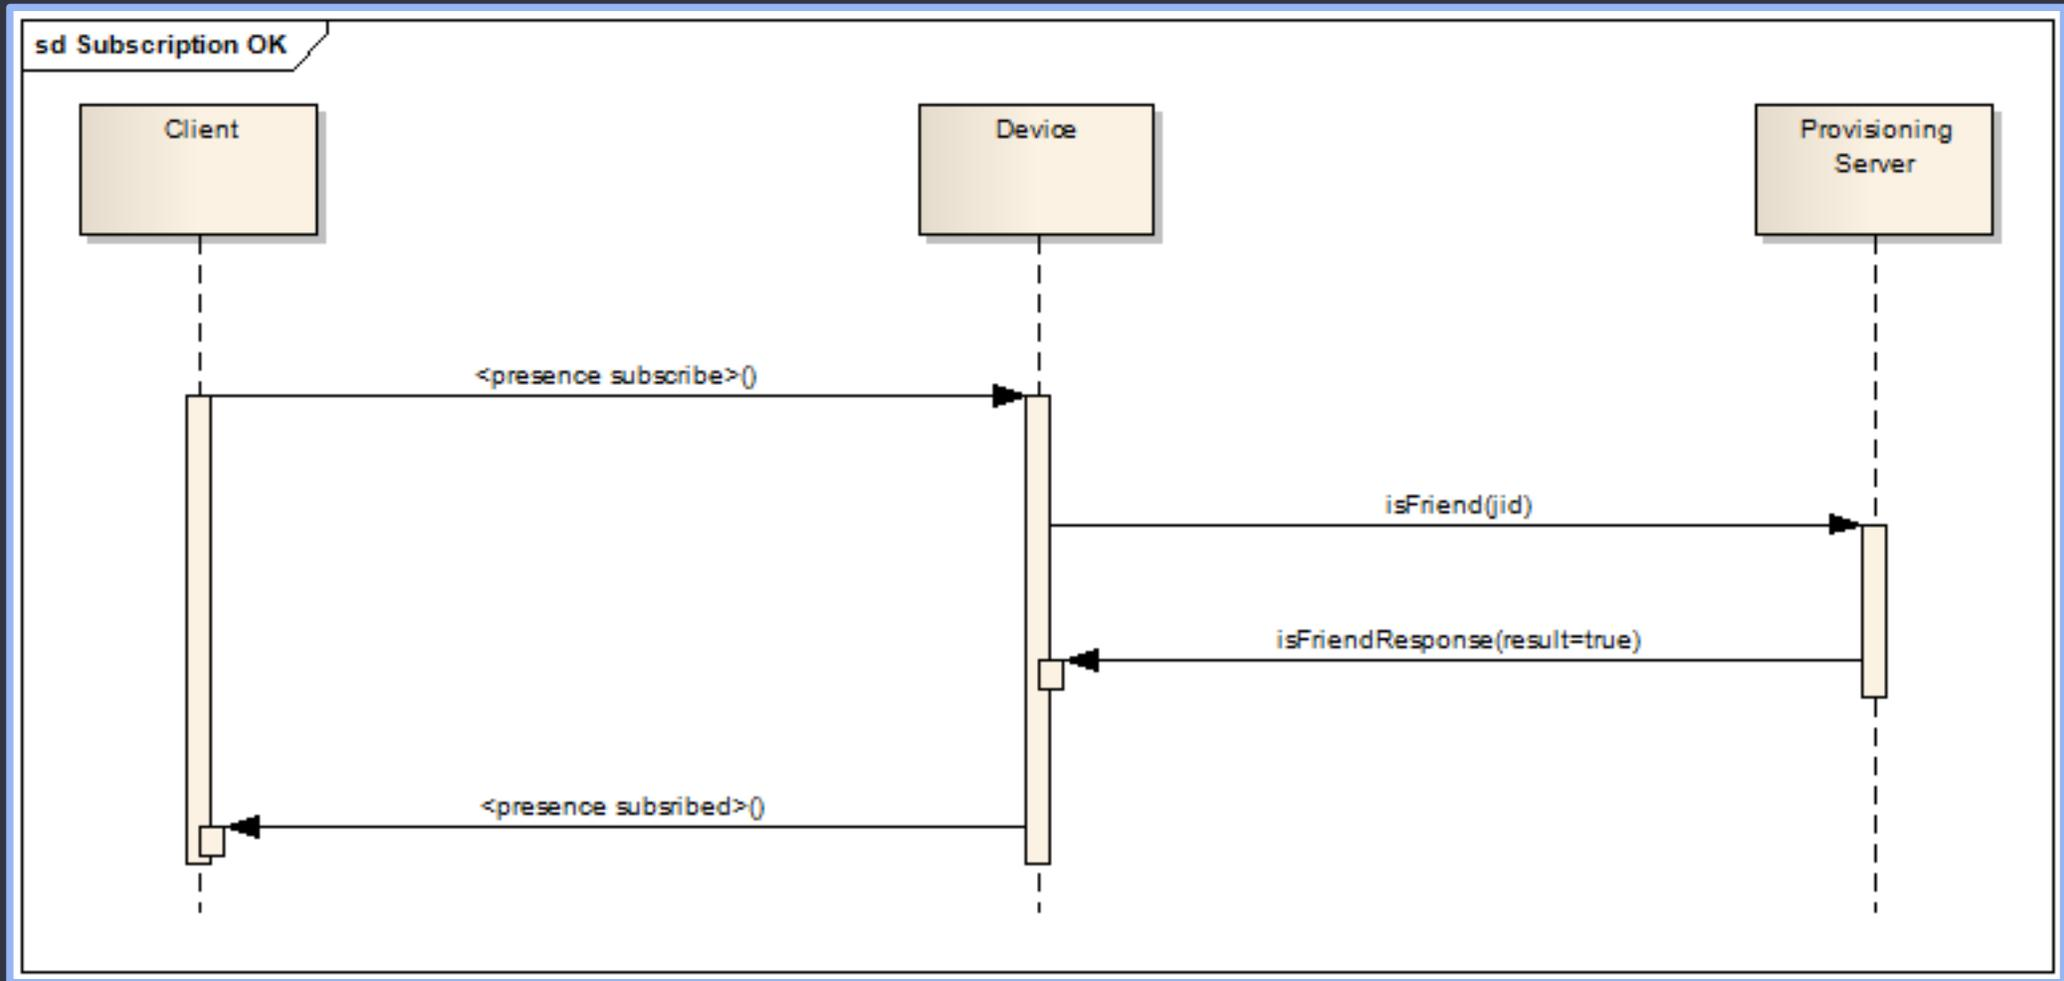 sd Subscription OK
Client
Device
Provisioning
Server
<presence subscribe>()
isFriend(jid)
isFriendResponse(result=true)
<presence subsribed>()